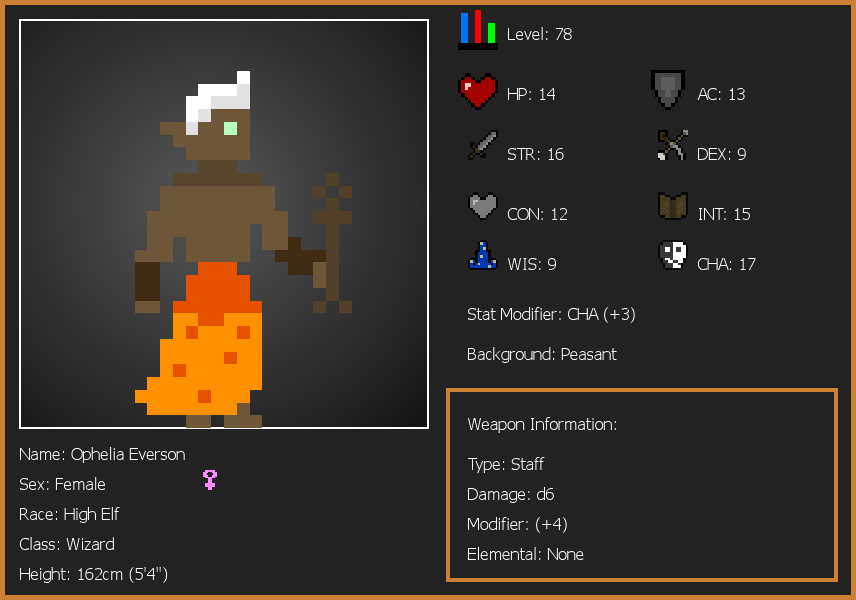 Level: 78
HP: 14
AC: 13
STR: 16
DEX: 9
CON: 12
INT: 15
WIS: 9
CHA: 17
Stat Modifier: CHA (+3)
Background: Peasant
Weapon Information:
Type: Staff
Damage: d6
Modifier: (+4)
Elemental: None
Name: Ophelia Everson
Sex: Female
Race: High Elf
Class: Wizard
Height: 162cm (5'4")